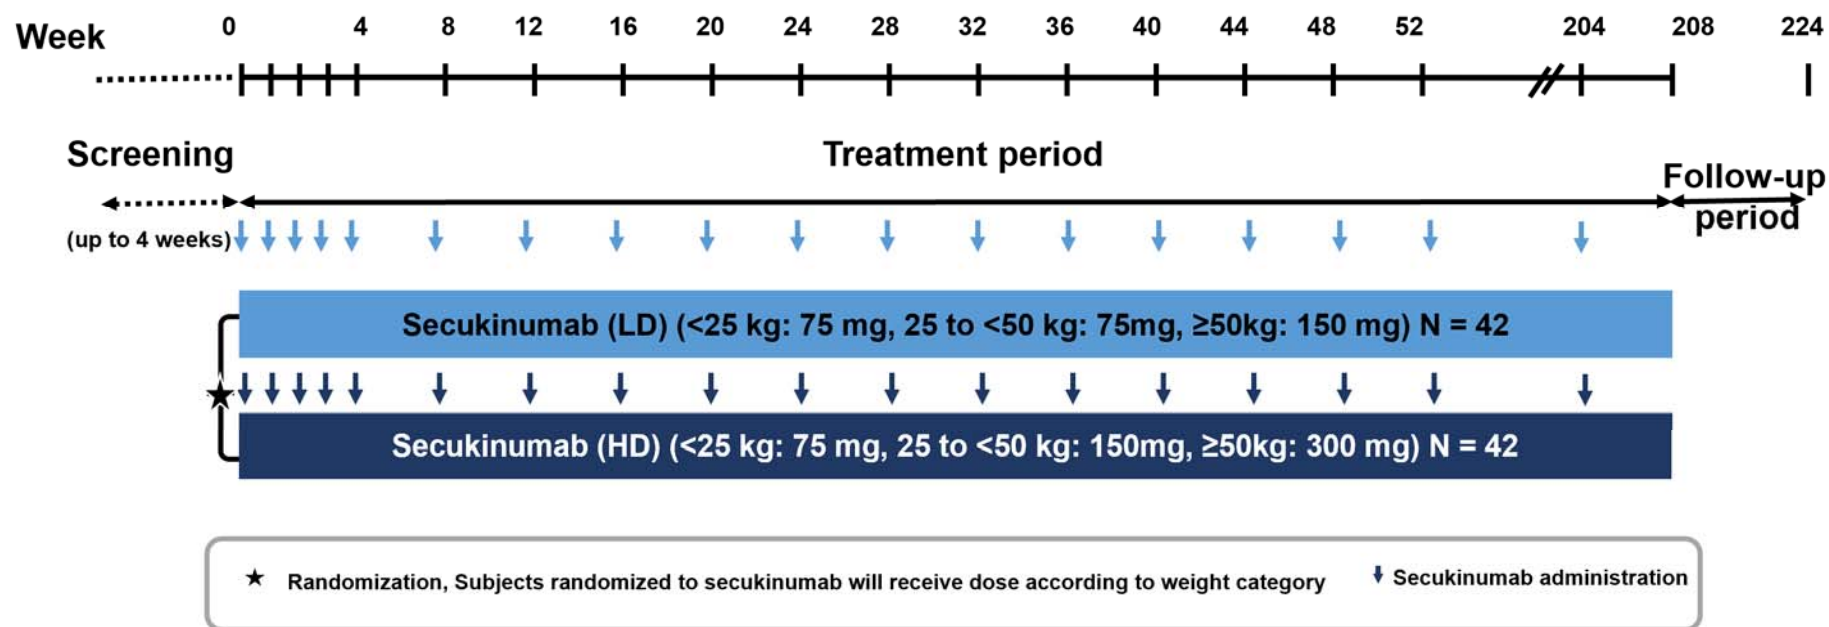 Week 0 4 8 12 16 20 24 28 32 36 40 44 48 52 204 208 224
Screening
Treatment period
Follow-up
period
(up to 4 weeks)
Secukinumab (LD) (<25 kg: 75 mg, 25 to <50 kg: 75mg, ≥50kg: 150 mg) N = 42
Secukinumab (HD) (<25 kg: 75 mg, 25 to <50 kg: 150mg, ≥50kg: 300 mg) N = 42
Randomization, Subjects randomized to secukinumab will receive dose according to weight category
Secukinumab administration